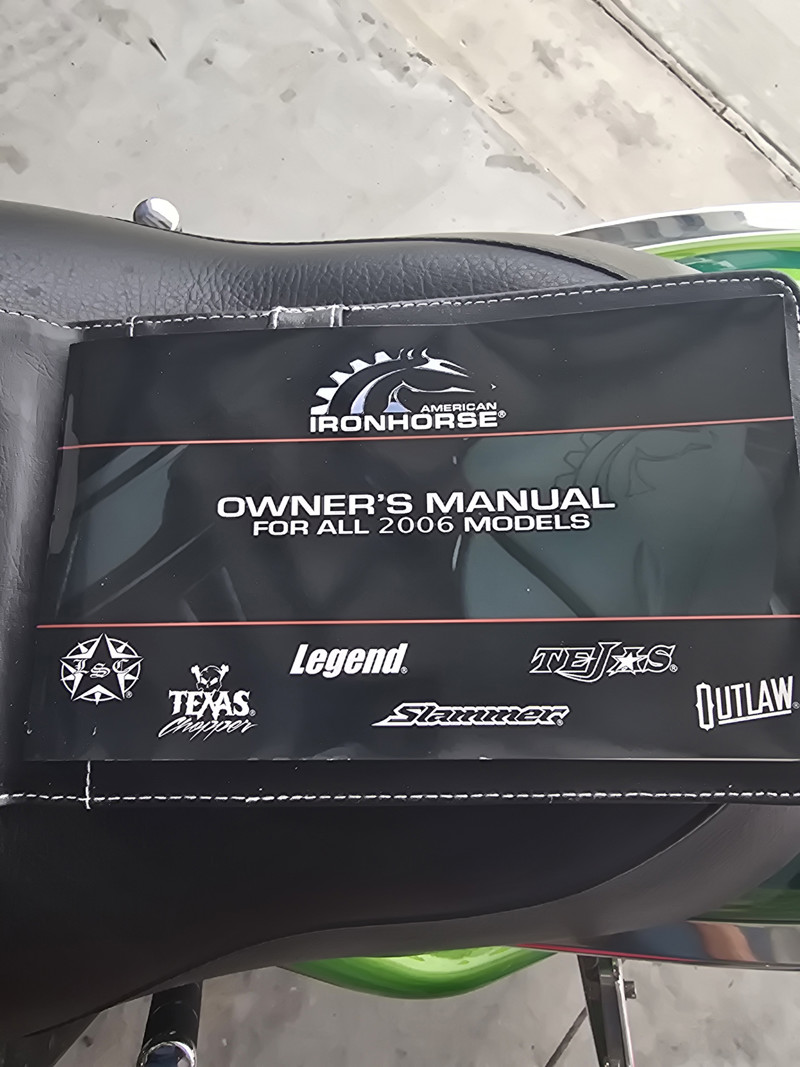 AMERICAN
IRONHORSE®
OWNER'S MANUAL
FOR ALL 2006 MODELS
LSC®
TEXAS®
Chopper
Legend®
Slammer®
TEJAS®
OUTLAW®